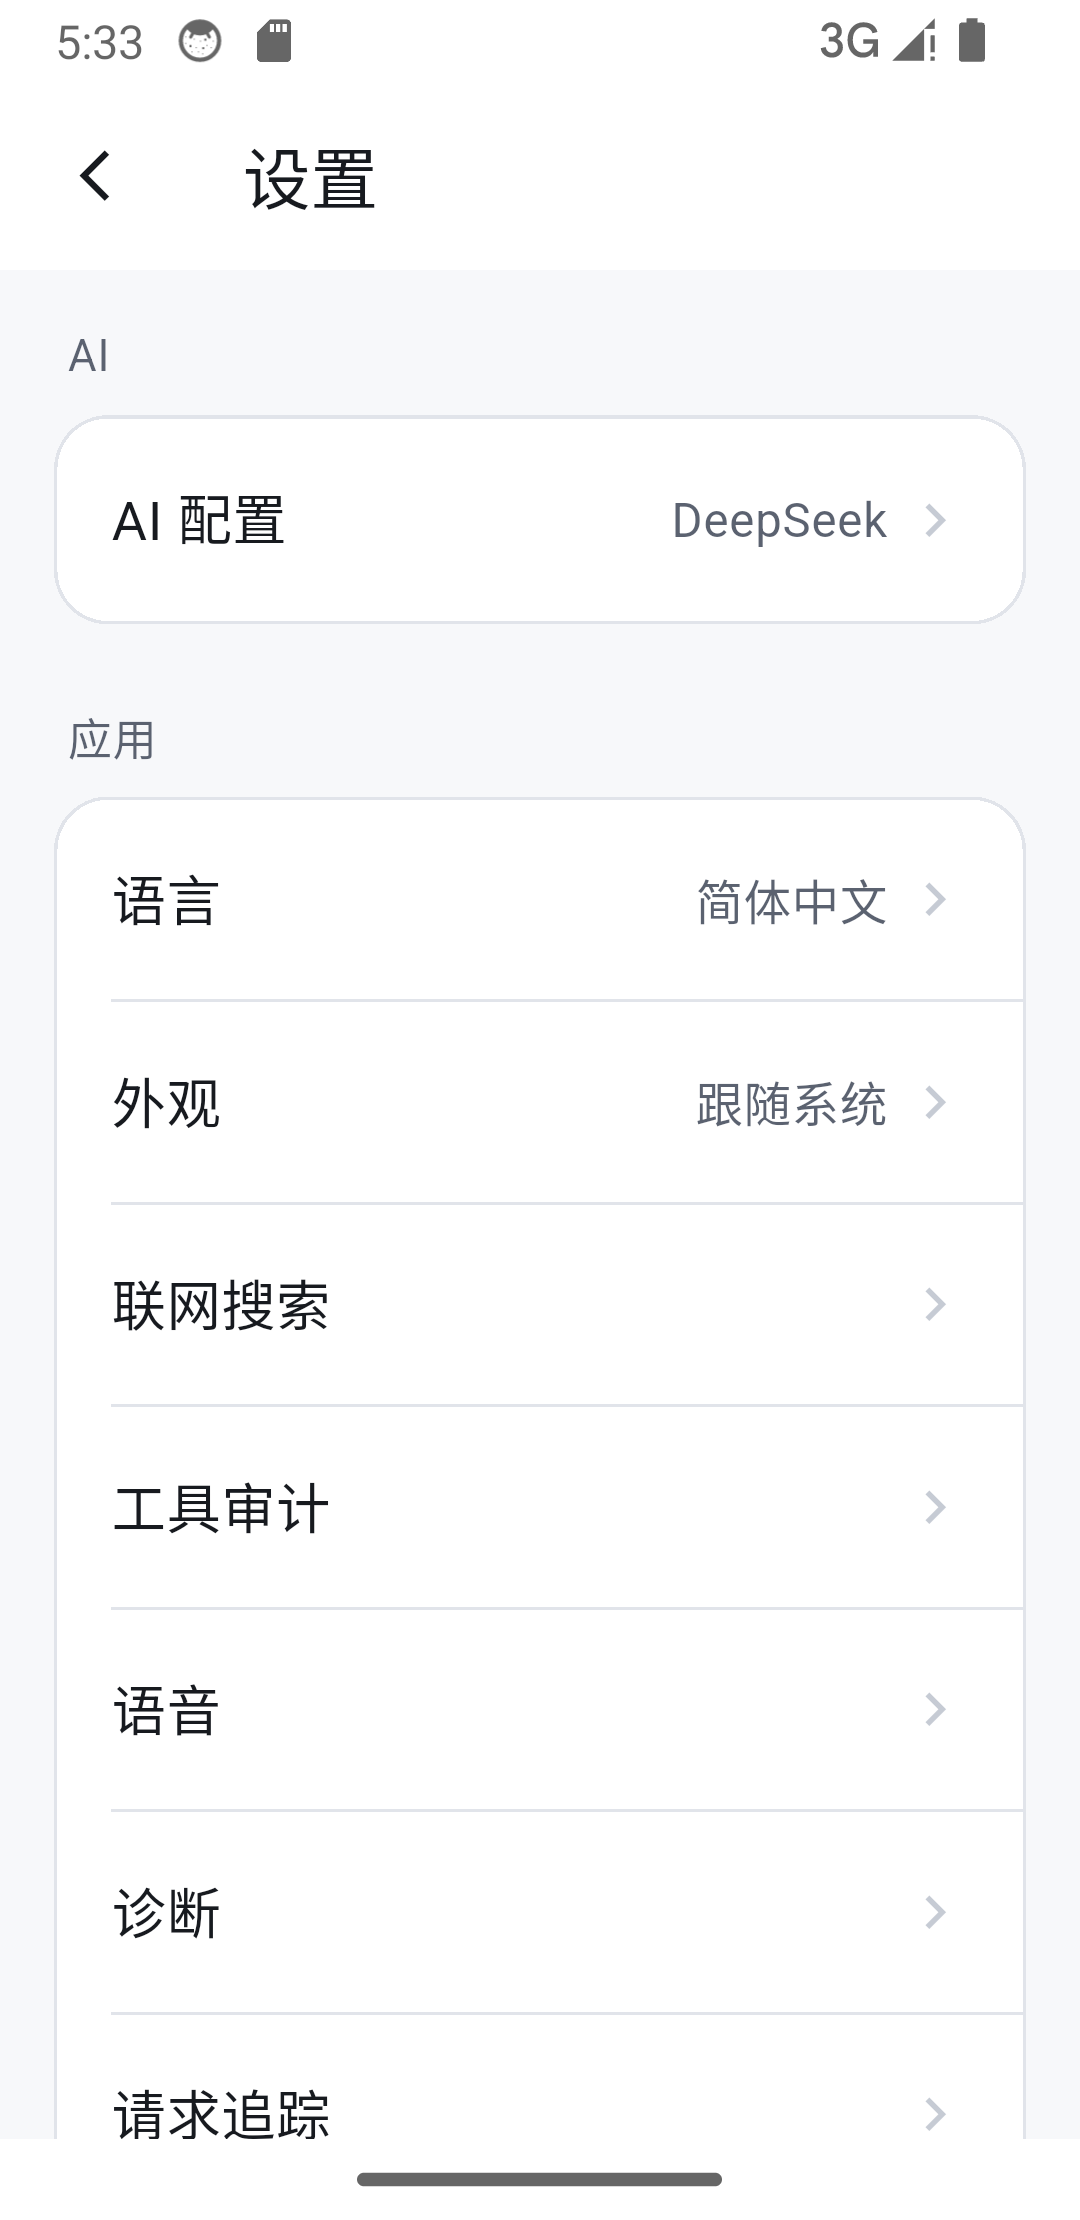 5:33
3G
设置
AI
AI 配置
DeepSeek
应用
语言
简体中文
外观
跟随系统
联网搜索
工具审计
语音
诊断
请求追踪